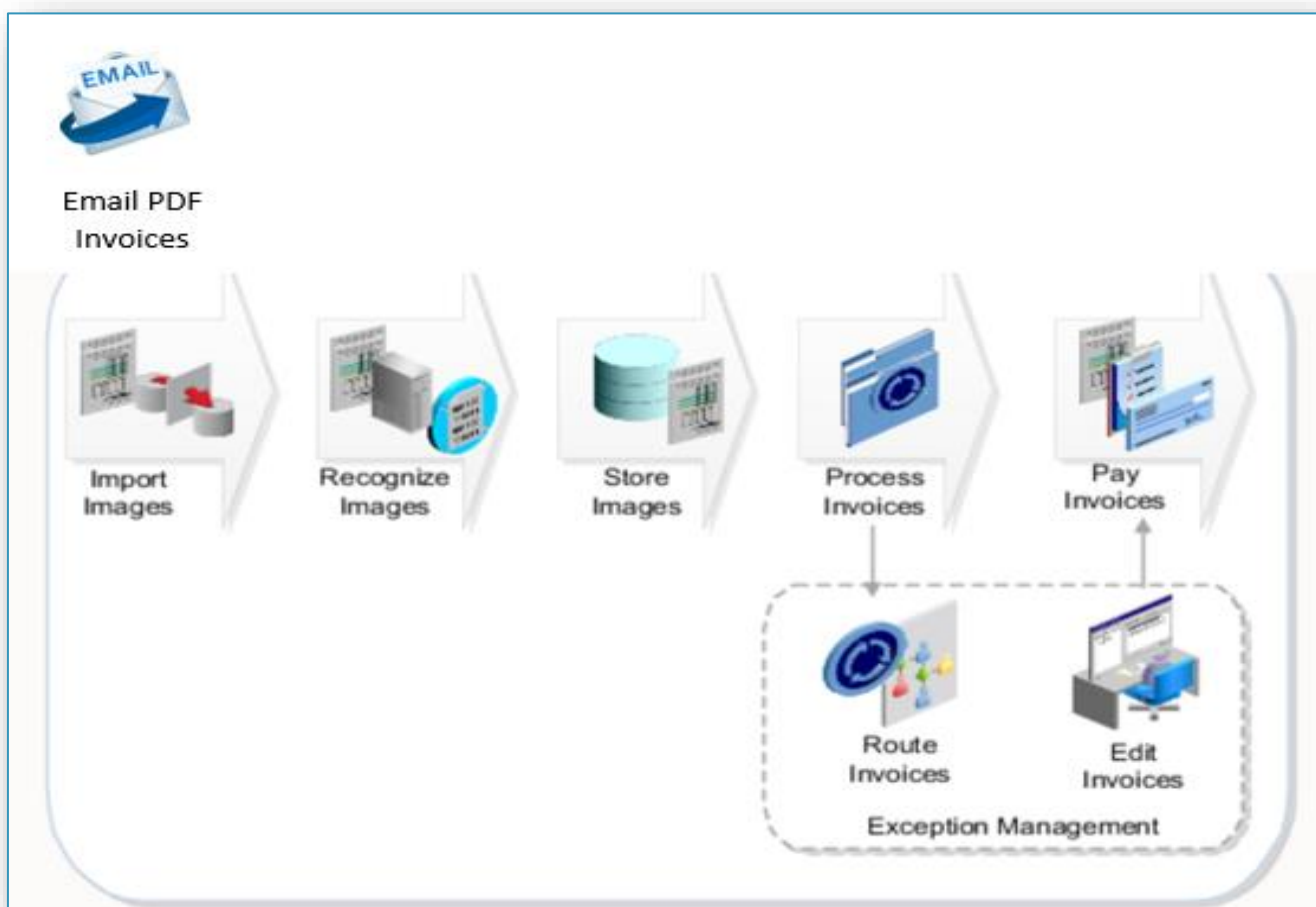 EMAIL
Email PDF
Invoices
Import
Images
Recognize
Images
Store
Images
Process
Invoices
Pay
Invoices
Route
Invoices
Edit
Invoices
Exception Management